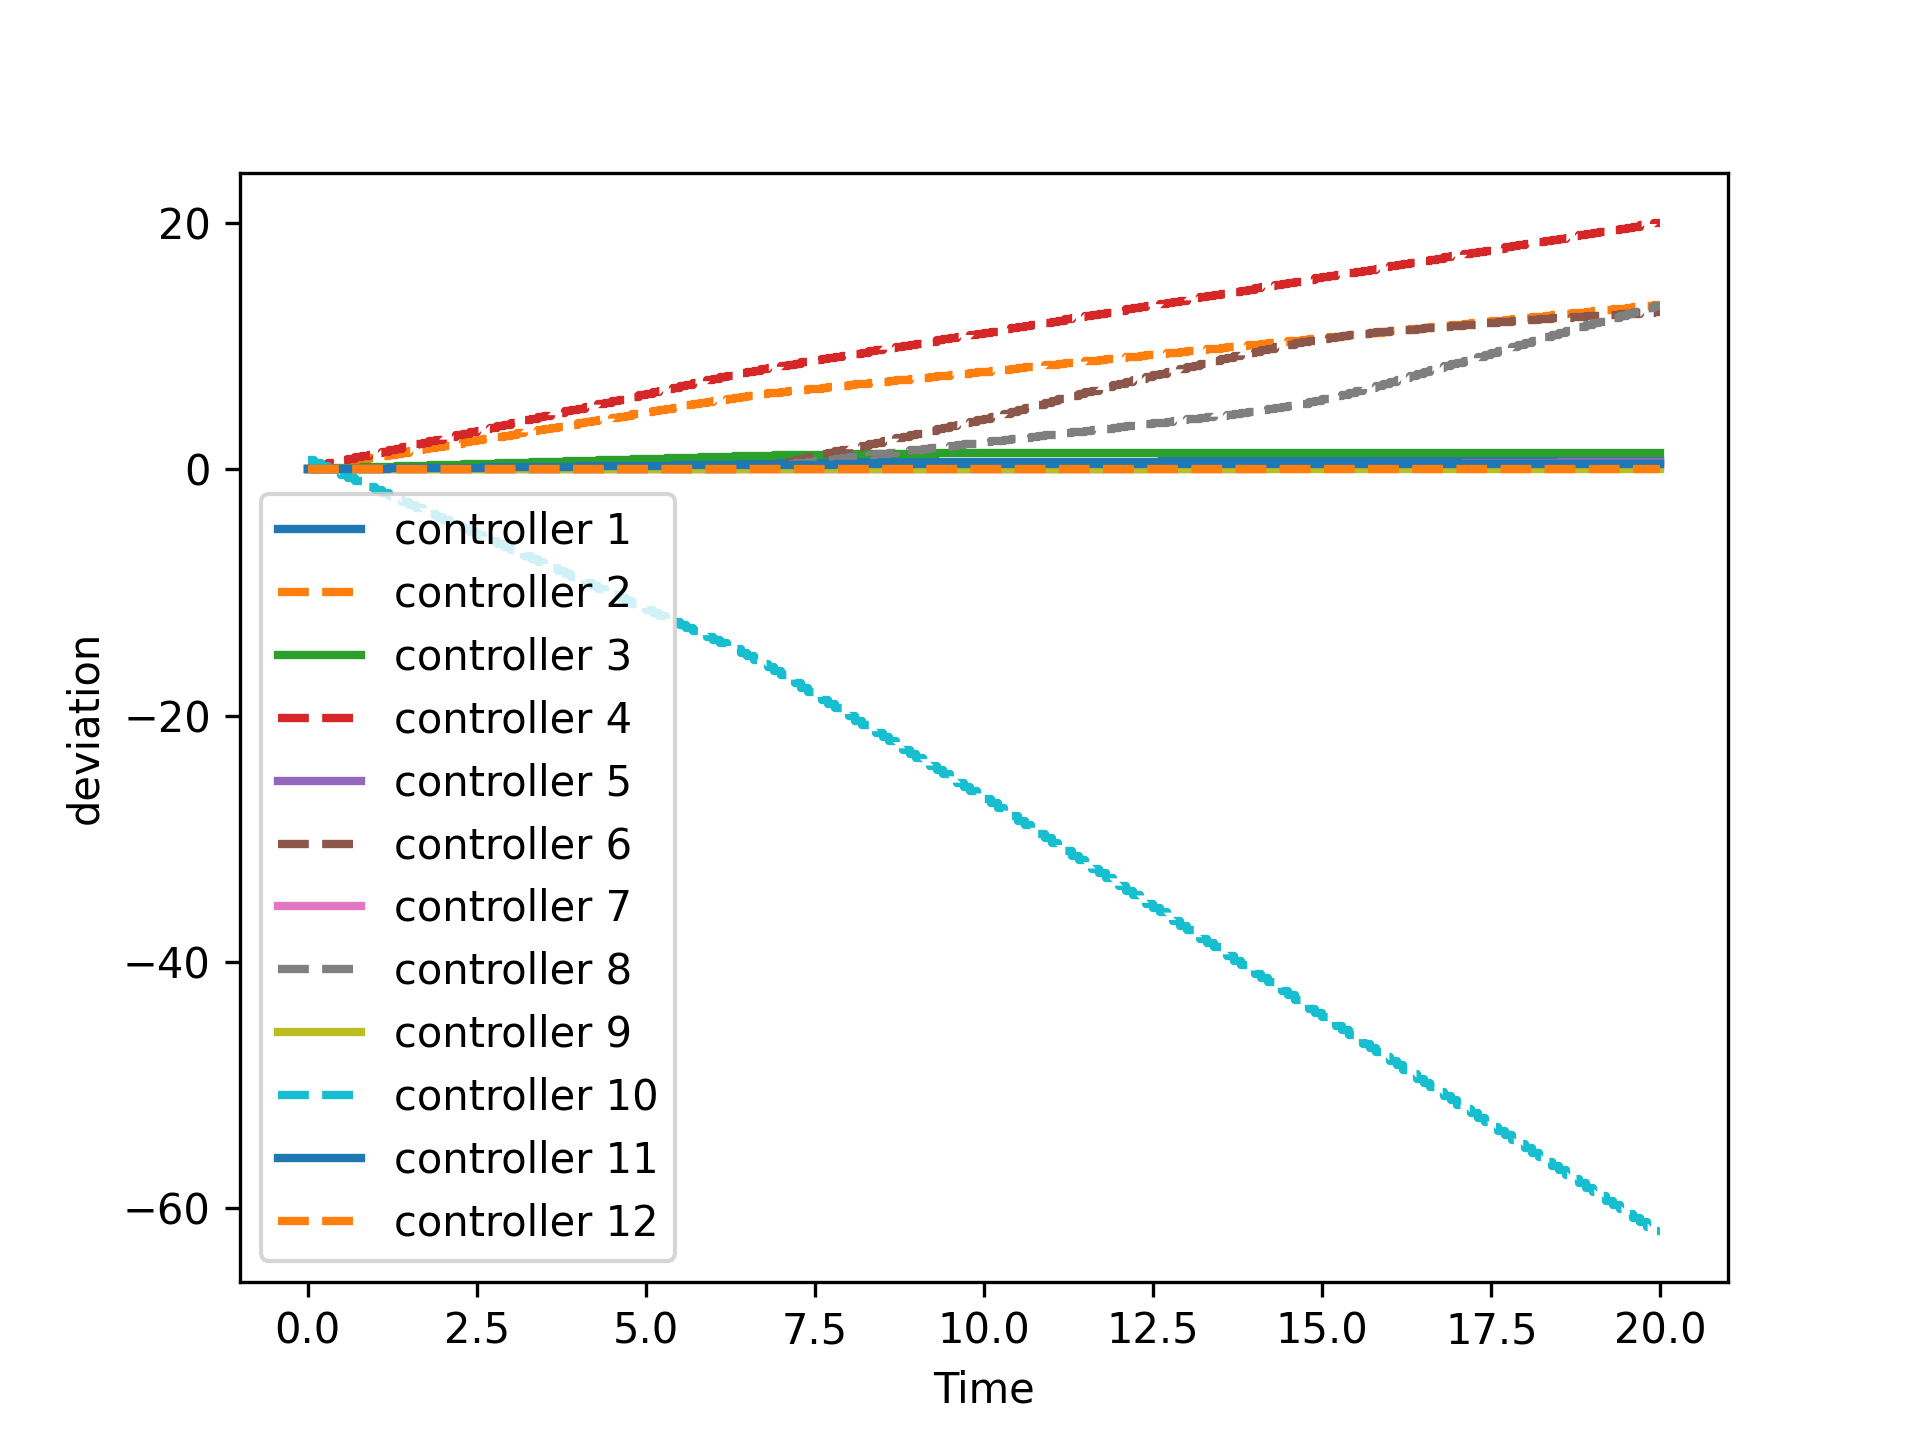 20
0
−20
−40
−60
deviation
controller 1
controller 2
controller 3
controller 4
controller 5
controller 6
controller 7
controller 8
controller 9
controller 10
controller 11
controller 12
0.0 2.5 5.0 7.5 10.0 12.5 15.0 17.5 20.0
Time